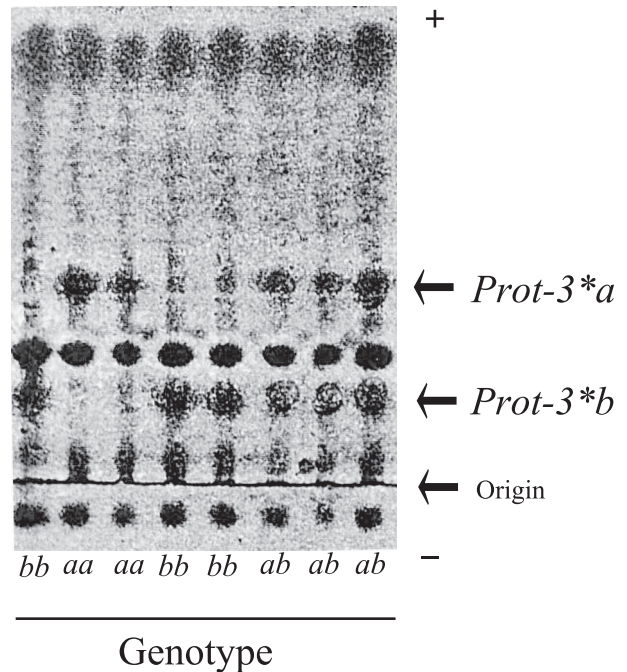 +
Prot-3*a
Prot-3*b
Origin
−
bb aa aa bb bb ab ab ab
Genotype